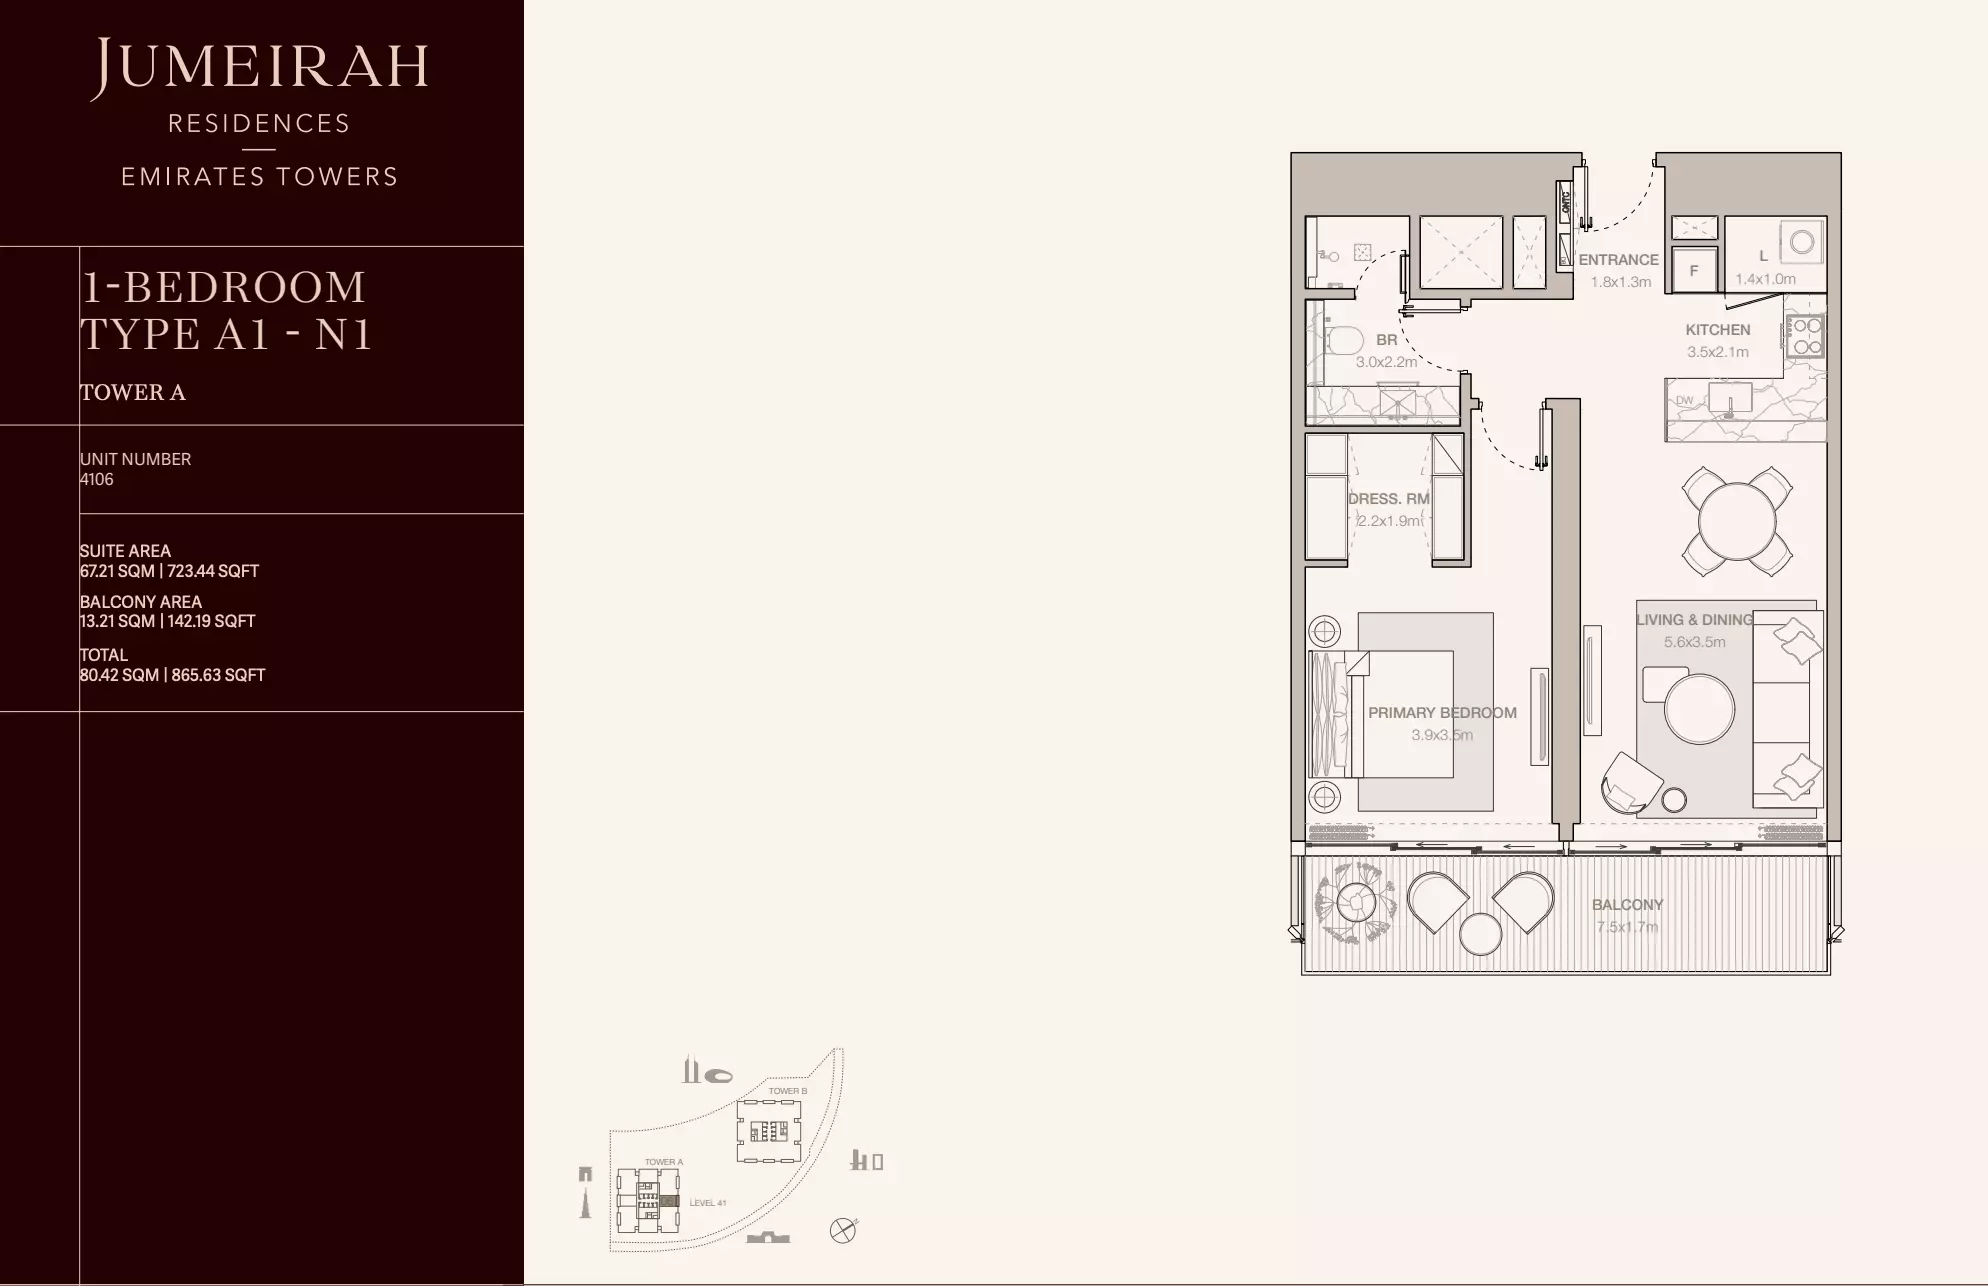 JUMEIRAH
RESIDENCES
EMIRATES TOWERS
1-BEDROOM
TYPE A1 - N1
TOWER A
UNIT NUMBER
4106
SUITE AREA
67.21 SQM | 723.44 SQFT
BALCONY AREA
13.21 SQM | 142.19 SQFT
TOTAL
80.42 SQM | 865.63 SQFT
ENTRANCE
1.8x1.3m
F
L
1.4x1.0m
KITCHEN
3.5x2.1m
BR
3.0x2.2m
DW
DRESS. RM
2.2x1.9m
LIVING & DINING
5.6x3.5m
PRIMARY BEDROOM
3.9x3.5m
BALCONY
7.5x1.7m
TOWER B
TOWER A
LEVEL 41
N